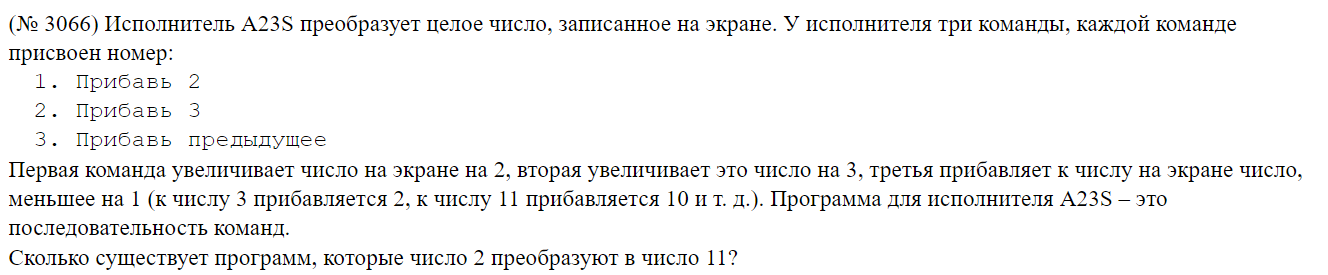 (№ 3066) Исполнитель A23S преобразует целое число, записанное на экране. У исполнителя три команды, каждой команде
присвоен номер:
1. Прибавь 2
2. Прибавь 3
3. Прибавь предыдущее
Первая команда увеличивает число на экране на 2, вторая увеличивает это число на 3, третья прибавляет к числу на экране число,
меньшее на 1 (к числу 3 прибавляется 2, к числу 11 прибавляется 10 и т. д.). Программа для исполнителя A23S – это
последовательность команд.
Сколько существует программ, которые число 2 преобразуют в число 11?